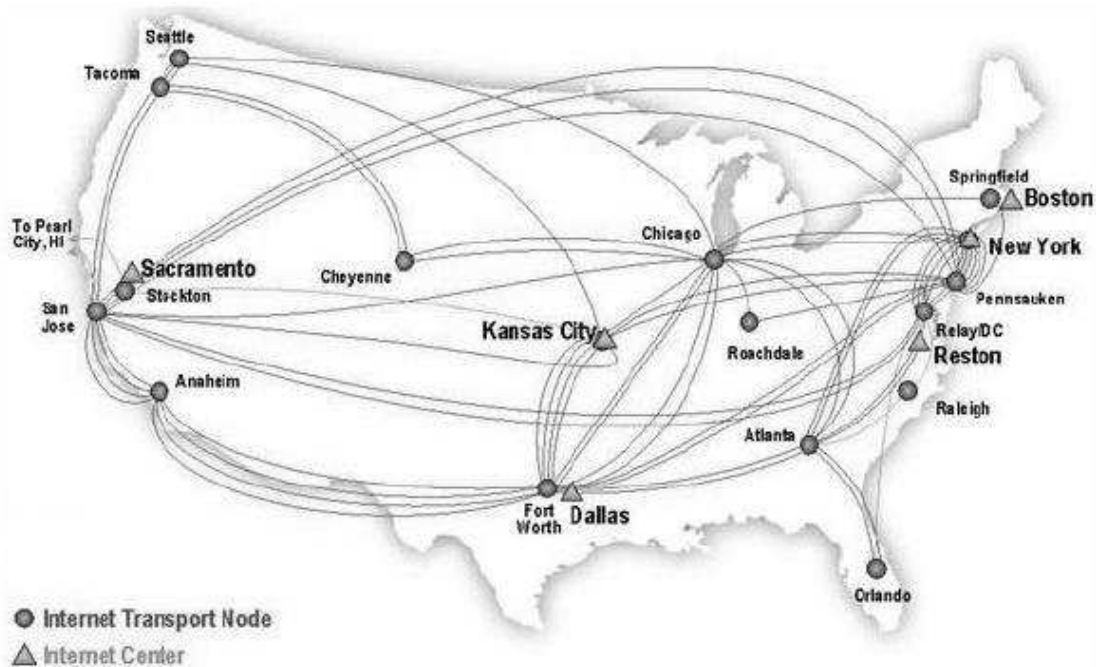 Seattle
Tacoma
Springfield
Boston
To Pearl
City, HI
Chicago
New York
Sacramento
Cheyenne
Stockton
Pennsauken
San
Jose
Kansas City
Roachdale
Relay/DC
Reston
Anaheim
Raleigh
Atlanta
Fort
Worth
Dallas
Orlando
Internet Transport Node
Internet Center